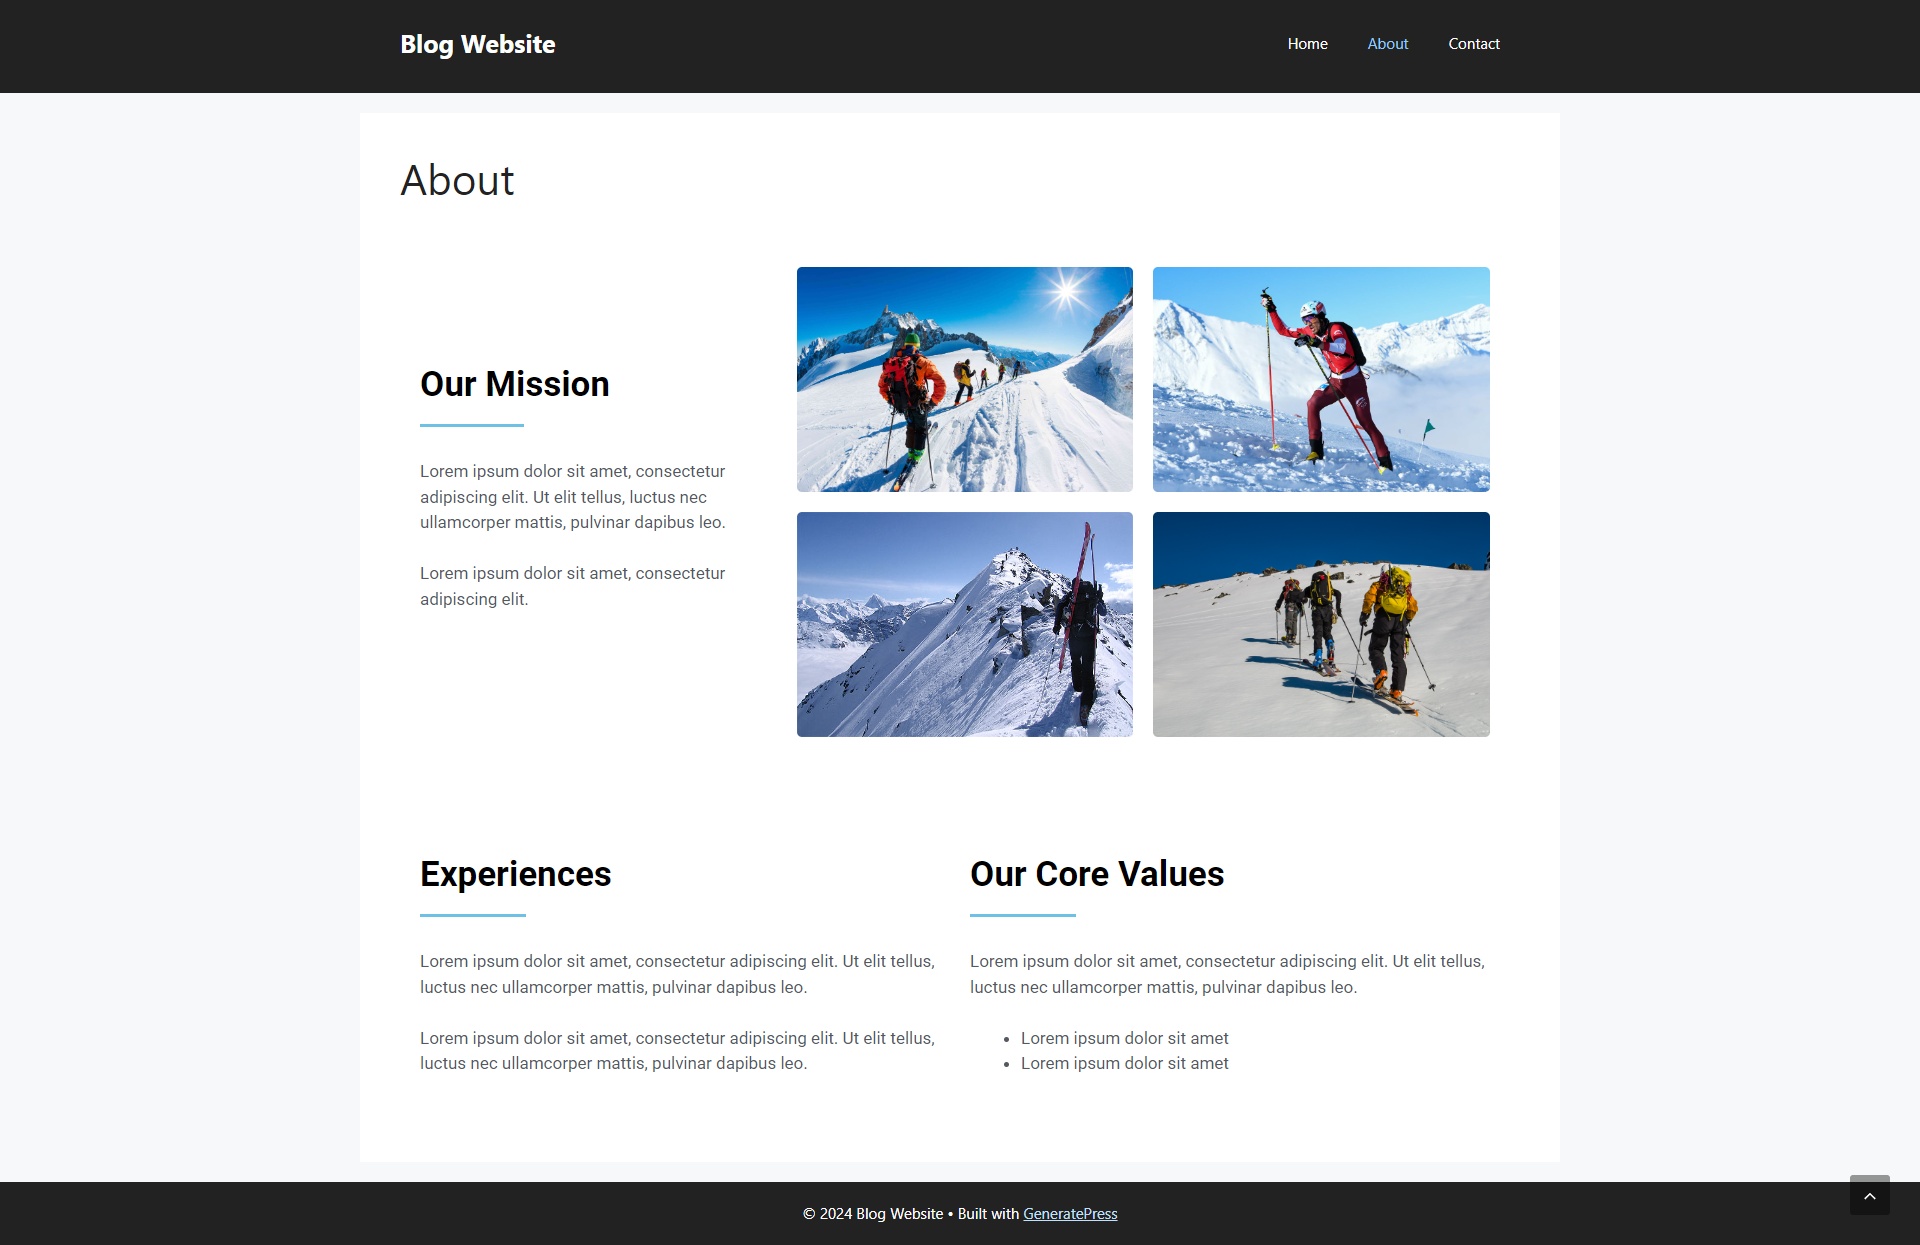 Blog Website
Home
About
Contact
About
Our Mission
Lorem ipsum dolor sit amet, consectetur
adipiscing elit. Ut elit tellus, luctus nec
ullamcorper mattis, pulvinar dapibus leo.
Lorem ipsum dolor sit amet, consectetur
adipiscing elit.
Experiences
Lorem ipsum dolor sit amet, consectetur adipiscing elit. Ut elit tellus,
luctus nec ullamcorper mattis, pulvinar dapibus leo.
Lorem ipsum dolor sit amet, consectetur adipiscing elit. Ut elit tellus,
luctus nec ullamcorper mattis, pulvinar dapibus leo.
Our Core Values
Lorem ipsum dolor sit amet, consectetur adipiscing elit. Ut elit tellus,
luctus nec ullamcorper mattis, pulvinar dapibus leo.
• Lorem ipsum dolor sit amet
• Lorem ipsum dolor sit amet
© 2024 Blog Website • Built with GeneratePress